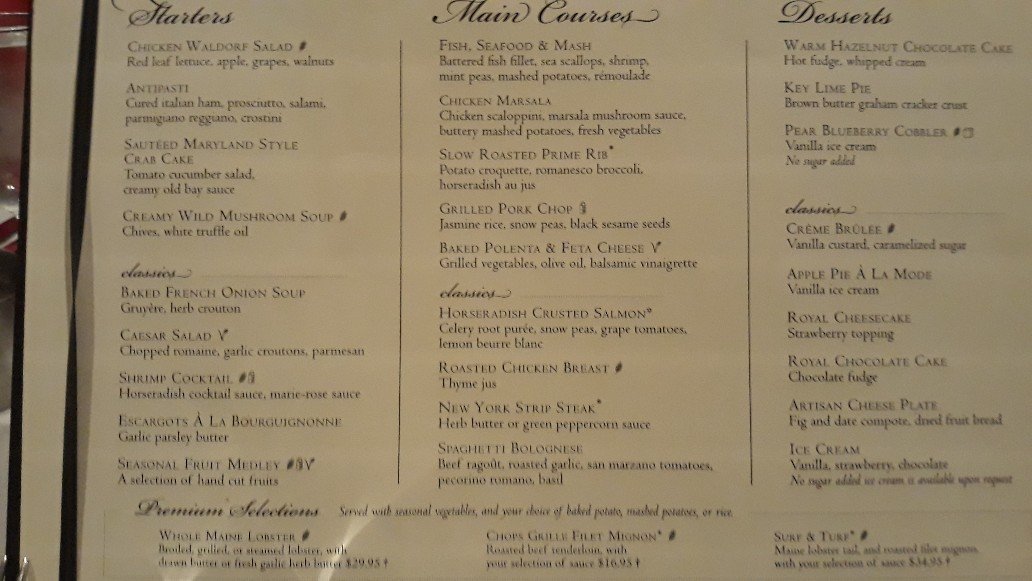 Starters
CHICKEN WALDORF SALAD
Red leaf lettuce, apple, grapes, walnuts
ANTIPASTI
Cured italian ham, prosciutto, salami,
parmigiano reggiano, crostini
SAUTÉED MARYLAND STYLE
CRAB CAKE
Tomato cucumber salad,
creamy old bay sauce
CREAMY WILD MUSHROOM SOUP
Chives, white truffle oil
classics
BAKED FRENCH ONION SOUP
Gruyère, herb crouton
CAESAR SALAD V
Chopped romaine, garlic croutons, parmesan
SHRIMP COCKTAIL
Horseradish cocktail sauce, marie-rose sauce
ESCARGOTS À LA BOURGUIGNONNE
Garlic parsley butter
SEASONAL FRUIT MEDLEY V
A selection of hand cut fruits
Main Courses
FISH, SEAFOOD & MASH
Battered fish fillet, sea scallops, shrimp,
mint peas, mashed potatoes, rémoulade
CHICKEN MARSALA
Chicken scaloppini, marsala mushroom sauce,
buttery mashed potatoes, fresh vegetables
SLOW ROASTED PRIME RIB*
Potato croquette, romanesco broccoli,
horseradish au jus
GRILLED PORK CHOP
Jasmine rice, snow peas, black sesame seeds
BAKED POLENTA & FETA CHEESE V
Grilled vegetables, olive oil, balsamic vinaigrette
classics
HORSERADISH CRUSTED SALMON*
Celery root purée, snow peas, grape tomatoes,
lemon beurre blanc
ROASTED CHICKEN BREAST
Thyme jus
NEW YORK STRIP STEAK*
Herb butter or green peppercorn sauce
SPAGHETTI BOLOGNESE
Beef ragoût, roasted garlic, san marzano tomatoes,
pecorino romano, basil
Desserts
WARM HAZELNUT CHOCOLATE CAKE
Hot fudge, whipped cream
KEY LIME PIE
Brown butter graham cracker crust
PEAR BLUEBERRY COBBLER
Vanilla ice cream
No sugar added
classics
CRÈME BRÛLÉE
Vanilla custard, caramelized sugar
APPLE PIE À LA MODE
Vanilla ice cream
ROYAL CHEESECAKE
Strawberry topping
ROYAL CHOCOLATE CAKE
Chocolate fudge
ARTISAN CHEESE PLATE
Fig and date compote, dried fruit bread
ICE CREAM
Vanilla, strawberry, chocolate
No sugar added ice cream is available upon request
Premium Selections Served with seasonal vegetables, and your choice of baked potato, mashed potatoes, or rice.
WHOLE MAINE LOBSTER
Broiled, grilled, or steamed lobster, with
drawn butter or fresh garlic herb butter $29.95 †
CHOPS GRILLE FILET MIGNON*
Roasted beef tenderloin, with
your selection of sauce $16.95 †
SURF & TURF*
Maine lobster tail, and roasted filet mignon,
with your selection of sauce $34.95 †